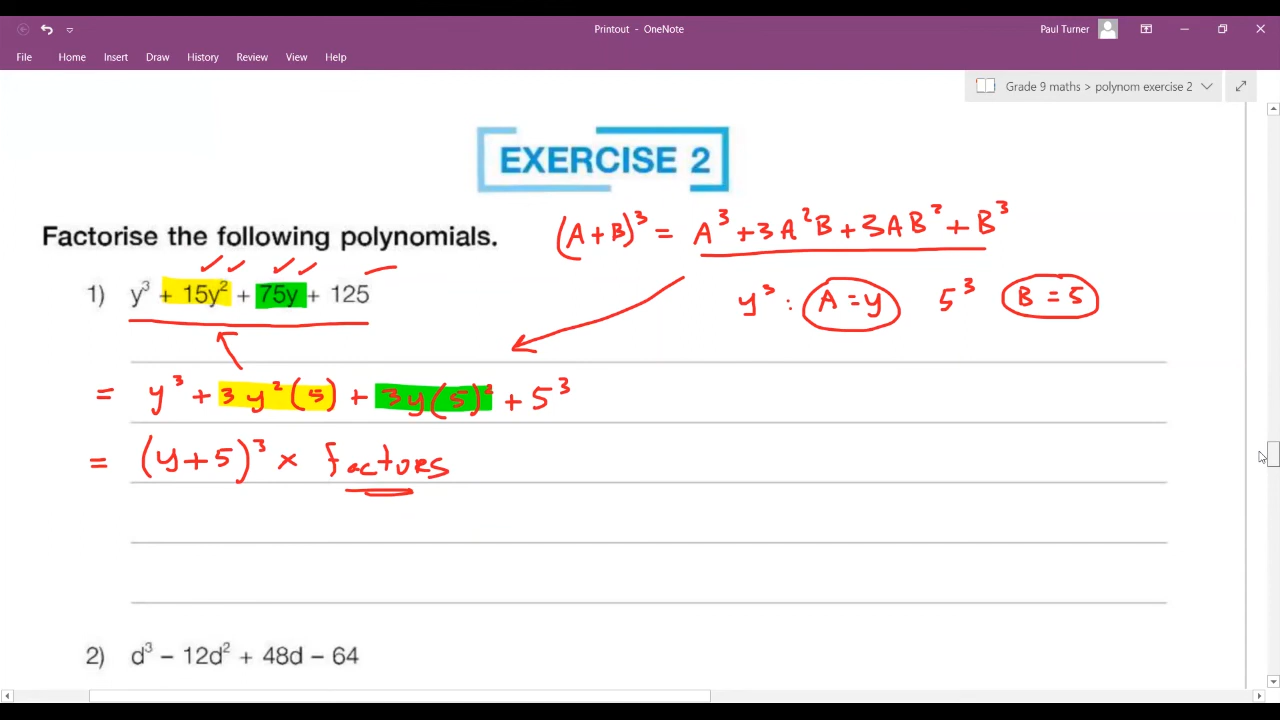 Printout - OneNote
Paul Turner
File Home Insert Draw History Review View Help
Grade 9 maths > polynom exercise 2
EXERCISE 2
(A+B)³ = A³ + 3A²B + 3AB² + B³
Factorise the following polynomials.
1) y³ + 15y² + 75y + 125
y³ : A = y 5³ B = 5
= y³ + 3y²(5) + 3y(5)² + 5³
= (y+5)³ × factors
2) d³ − 12d² + 48d − 64